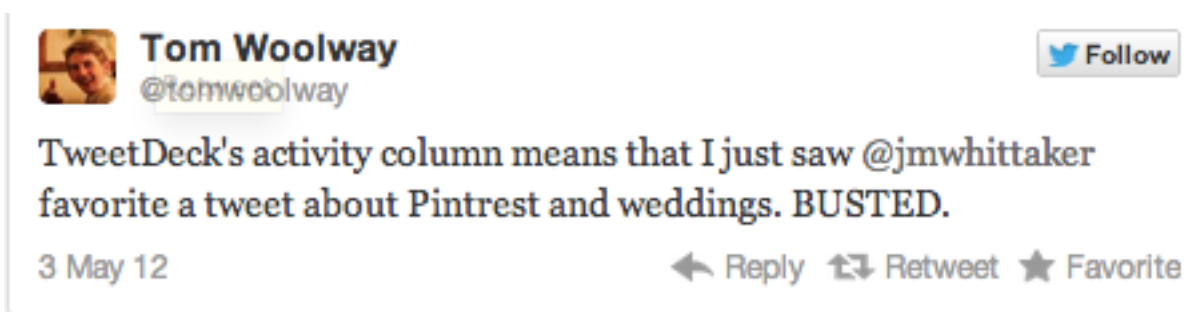 Tom Woolway
Follow
@tomwoolway
TweetDeck's activity column means that I just saw @jmwhittaker
favorite a tweet about Pintrest and weddings. BUSTED.
3 May 12
Reply Retweet Favorite